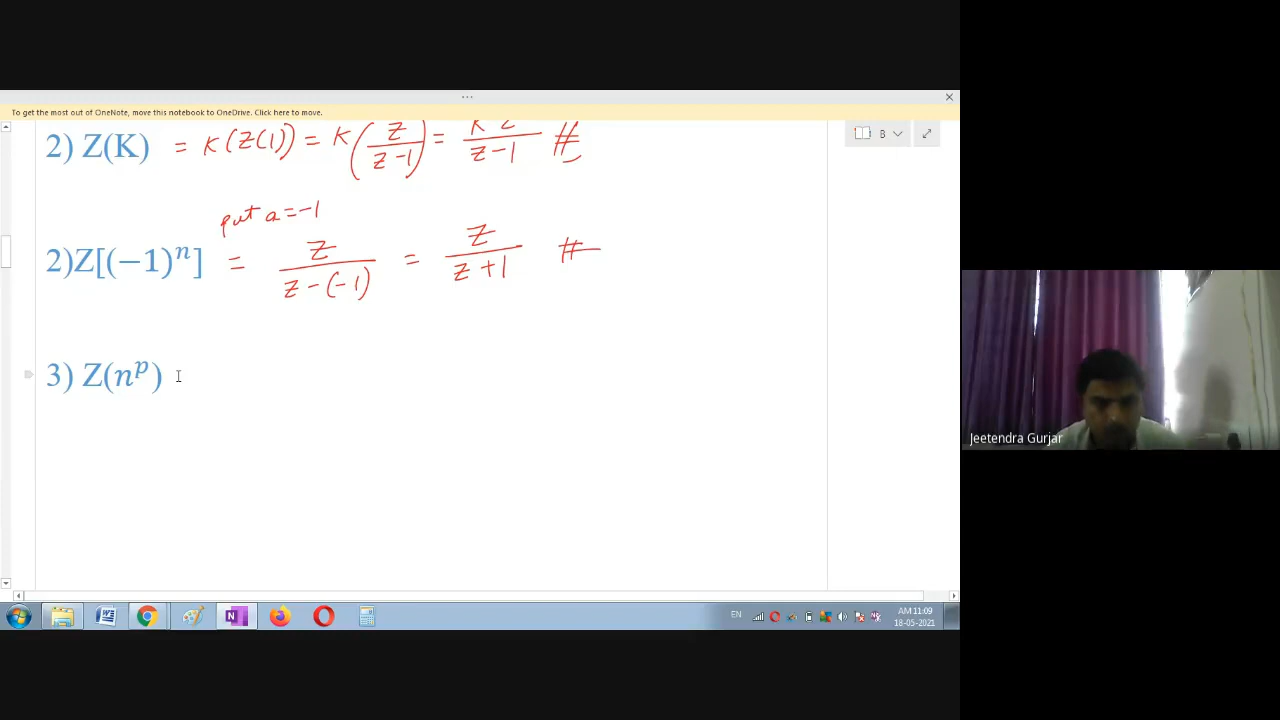 To get the most out of OneNote, move this notebook to OneDrive. Click here to move.
2) Z(K) = K(Z(1)) = K(z/(z-1)) = Kz/(z-1) #
B
put a = -1
2)Z[(−1)ⁿ] = z/(z-(-1)) = z/(z+1) #
3) Z(nᵖ)
Jeetendra Gurjar
EN
AM 11:09
18-05-2021